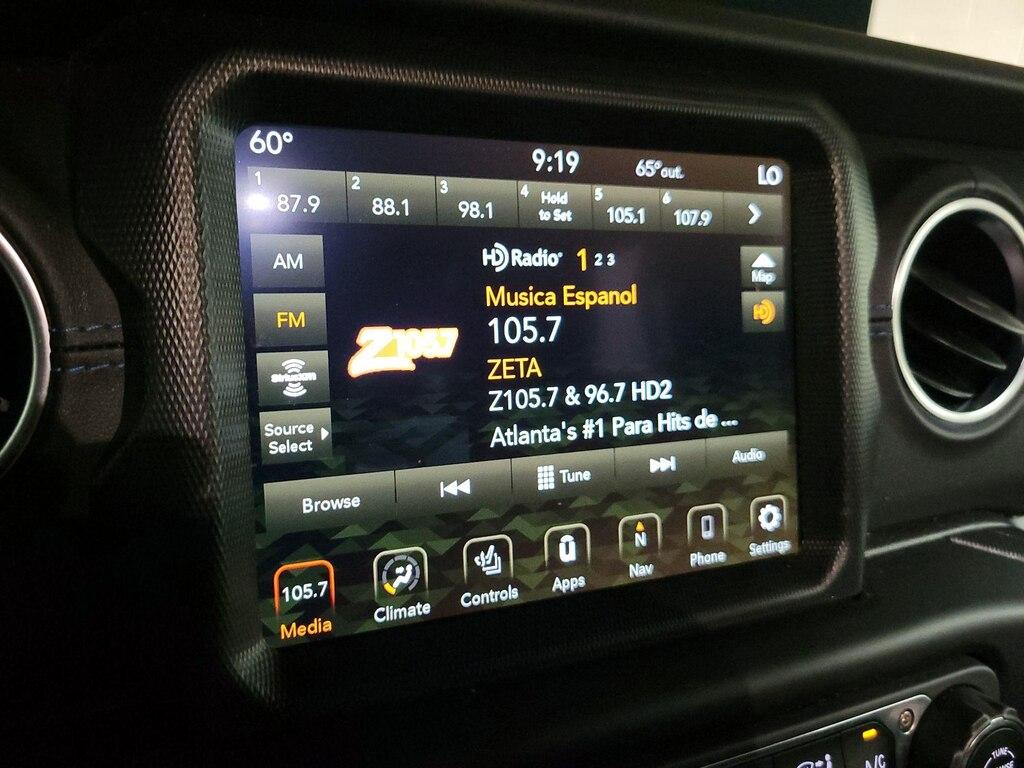 60°
9:19
65°out.
LO
1 87.9
2 88.1
3 98.1
4 Hold to Set
5 105.1
6 107.9
AM
FM
SiriusXM
Source Select
HD Radio 1 2 3
Musica Espanol
105.7
ZETA
Z105.7 & 96.7 HD2
Atlanta's #1 Para Hits de ...
Z105.7
Map
HD
Browse
Tune
Audio
105.7
Media
Climate
Controls
Apps
N
Nav
Phone
Settings
A/C
TUNE